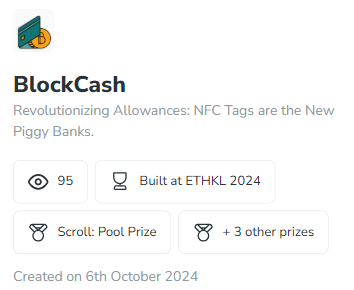 BlockCash
Revolutionizing Allowances: NFC Tags are the New
Piggy Banks.
95
Built at ETHKL 2024
Scroll: Pool Prize
+ 3 other prizes
Created on 6th October 2024